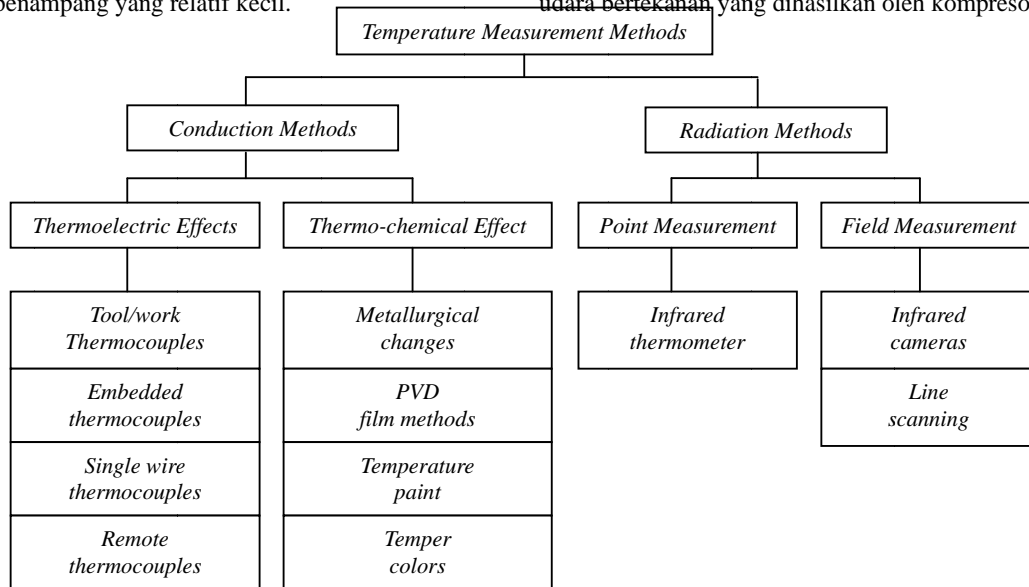 penampang yang relatif kecil.
udara bertekanan yang dihasilkan oleh kompreso
Temperature Measurement Methods
Conduction Methods
Radiation Methods
Thermoelectric Effects
Thermo-chemical Effect
Point Measurement
Field Measurement
Tool/work
Thermocouples
Embedded
thermocouples
Single wire
thermocouples
Remote
thermocouples
Metallurgical
changes
PVD
film methods
Temperature
paint
Temper
colors
Infrared
thermometer
Infrared
cameras
Line
scanning